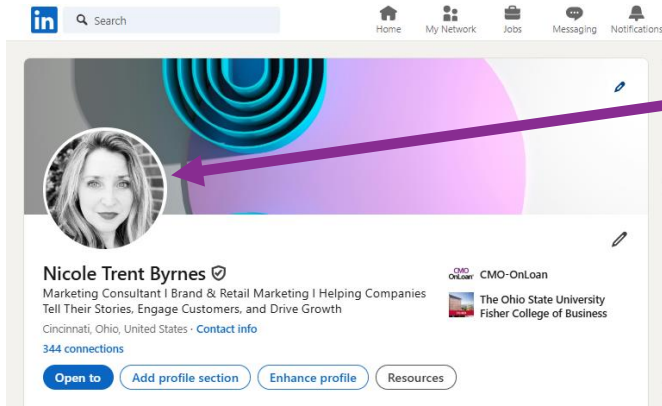 in
Search
Home
My Network
Jobs
Messaging
Notifications
Nicole Trent Byrnes
Marketing Consultant I Brand & Retail Marketing I Helping Companies
Tell Their Stories, Engage Customers, and Drive Growth
Cincinnati, Ohio, United States · Contact info
344 connections
Open to
Add profile section
Enhance profile
Resources
CMO
OnLoan
CMO-OnLoan
The Ohio State University
Fisher College of Business